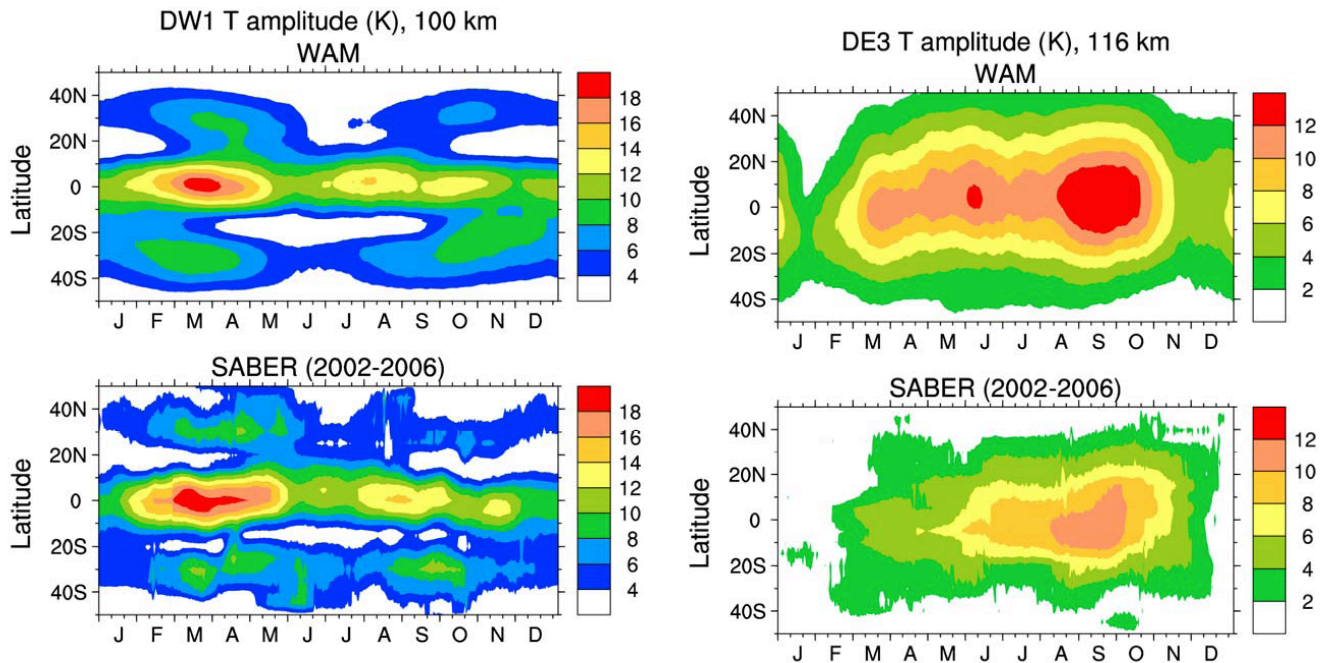 DW1 T amplitude (K), 100 km
WAM
Latitude
40N
20N
0
20S
40S
J F M A M J J A S O N D
18
16
14
12
10
8
6
4
DE3 T amplitude (K), 116 km
WAM
Latitude
40N
20N
0
20S
40S
J F M A M J J A S O N D
12
10
8
6
4
2
SABER (2002-2006)
Latitude
40N
20N
0
20S
40S
J F M A M J J A S O N D
18
16
14
12
10
8
6
4
SABER (2002-2006)
Latitude
40N
20N
0
20S
40S
J F M A M J J A S O N D
12
10
8
6
4
2